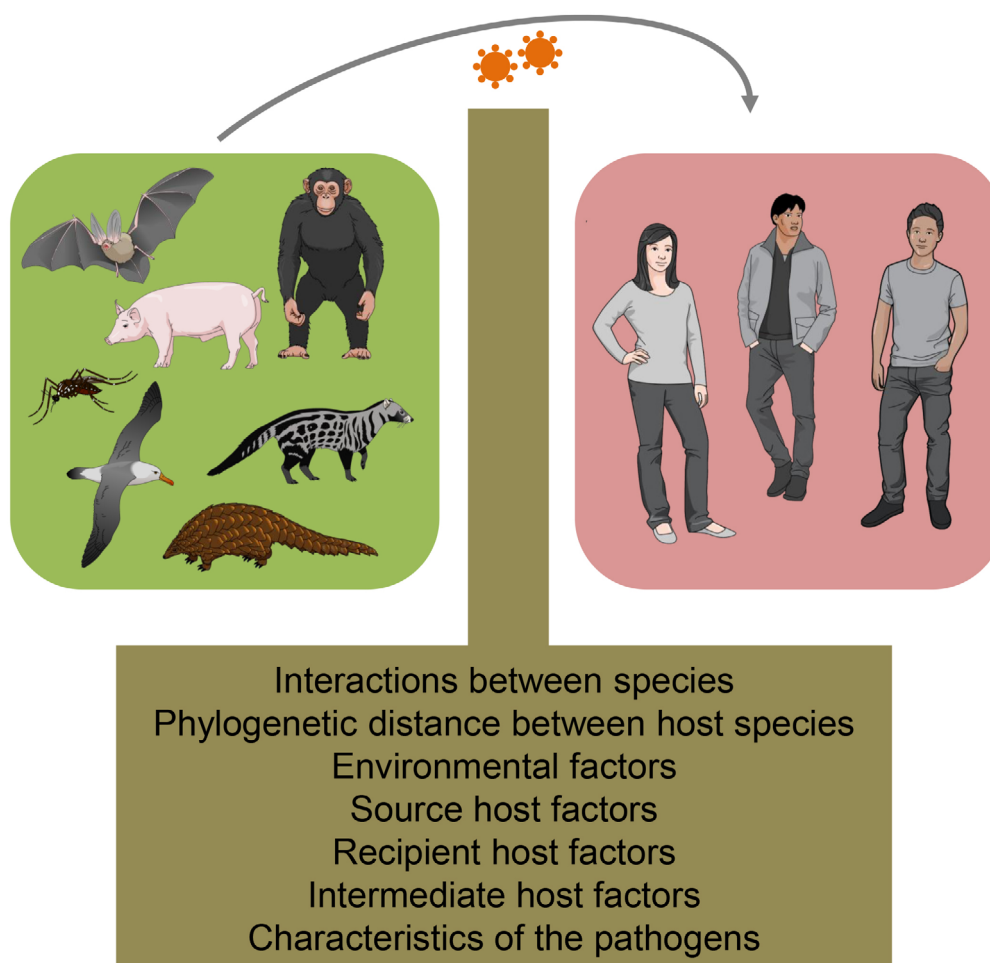 Interactions between species
Phylogenetic distance between host species
Environmental factors
Source host factors
Recipient host factors
Intermediate host factors
Characteristics of the pathogens